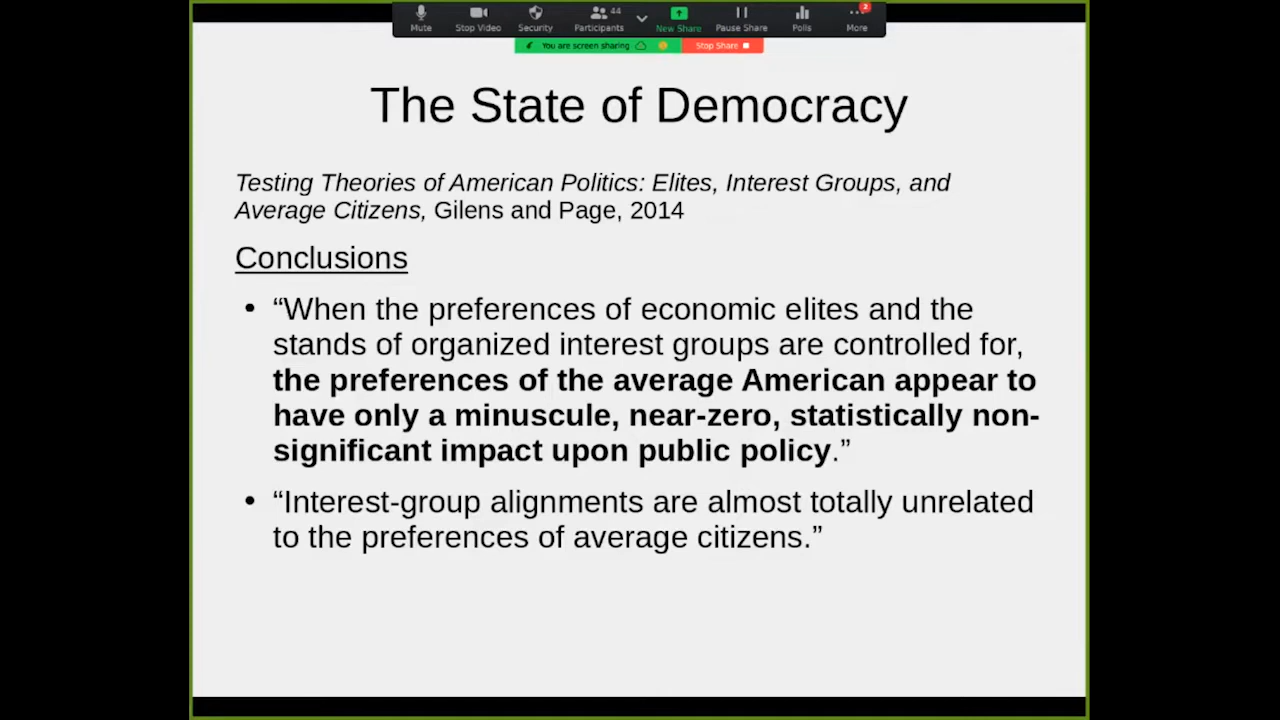 Mute Stop Video Security Participants 44 New Share Pause Share Polls More 2
You are screen sharing Stop Share
The State of Democracy
Testing Theories of American Politics: Elites, Interest Groups, and
Average Citizens, Gilens and Page, 2014
Conclusions
• “When the preferences of economic elites and the
stands of organized interest groups are controlled for,
the preferences of the average American appear to
have only a minuscule, near-zero, statistically non-
significant impact upon public policy.”
• “Interest-group alignments are almost totally unrelated
to the preferences of average citizens.”